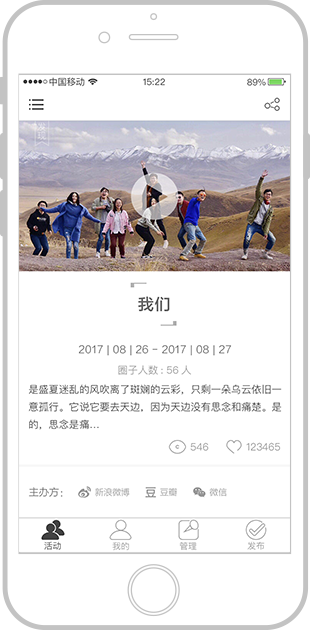 中国移动 15:22 89%
我们
2017 | 08 | 26 - 2017 | 08 | 27
圈子人数 : 56 人
是盛夏迷乱的风吹离了斑斓的云彩，只剩一朵乌云依旧一
意孤行。它说它要去天边，因为天边没有思念和痛楚。是
的，思念是痛...
546 123465
主办方： 新浪微博 豆瓣 微信
活动 我的 管理 发布